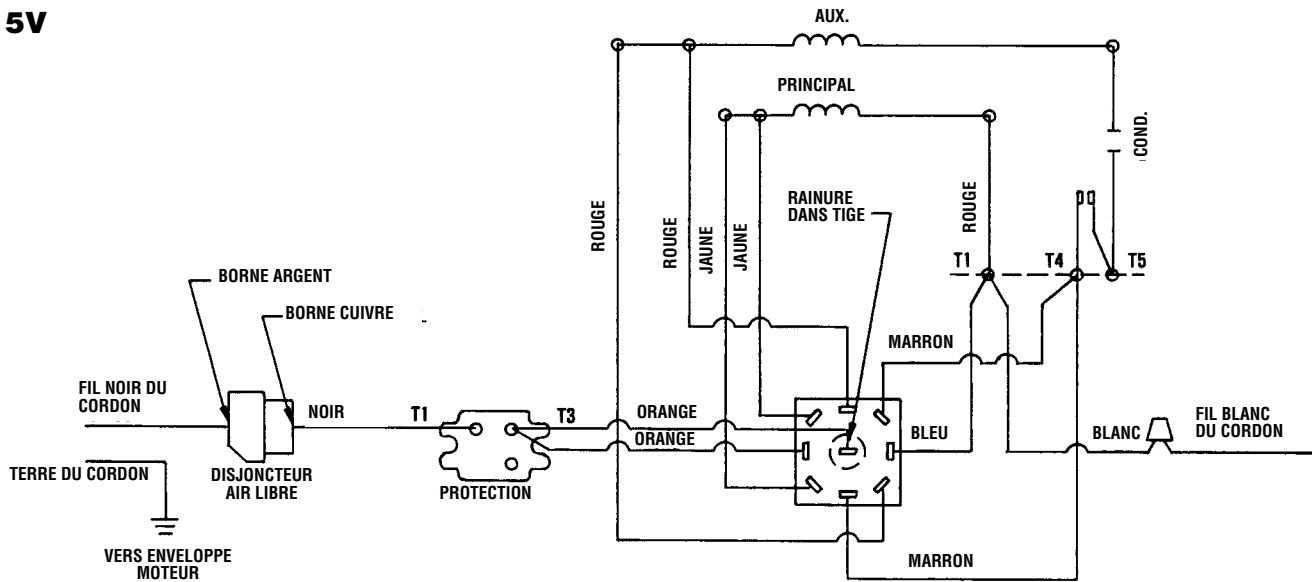 5V
AUX.
PRINCIPAL
COND.
RAINURE
DANS TIGE
ROUGE
ROUGE
JAUNE
JAUNE
ROUGE
T1
T4
T5
BORNE ARGENT
BORNE CUIVRE
MARRON
FIL NOIR DU
CORDON
NOIR
T1
T3
ORANGE
ORANGE
BLEU
BLANC
FIL BLANC
DU CORDON
TERRE DU CORDON
DISJONCTEUR
AIR LIBRE
PROTECTION
VERS ENVELOPPE
MOTEUR
MARRON